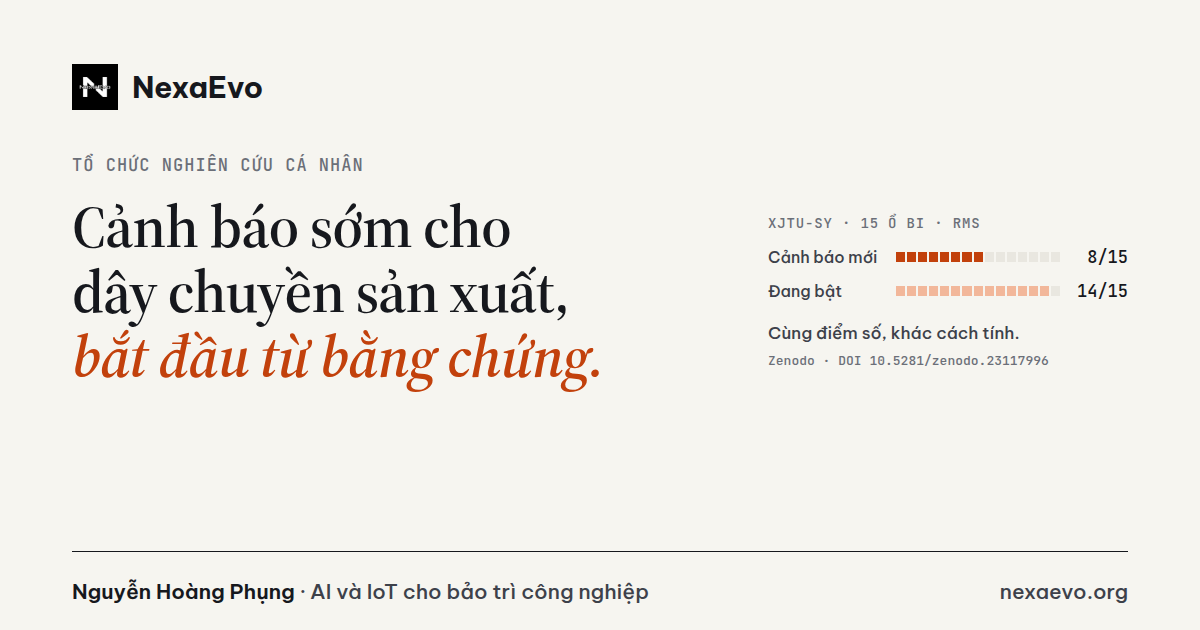 NexaEvo
TỔ CHỨC NGHIÊN CỨU CÁ NHÂN
Cảnh báo sớm cho
dây chuyền sản xuất,
bắt đầu từ bằng chứng.
XJTU-SY · 15 Ổ BI · RMS
Cảnh báo mới 8/15
Đang bật 14/15
Cùng điểm số, khác cách tính.
Zenodo · DOI 10.5281/zenodo.23117996
Nguyễn Hoàng Phụng · AI và IoT cho bảo trì công nghiệp
nexaevo.org